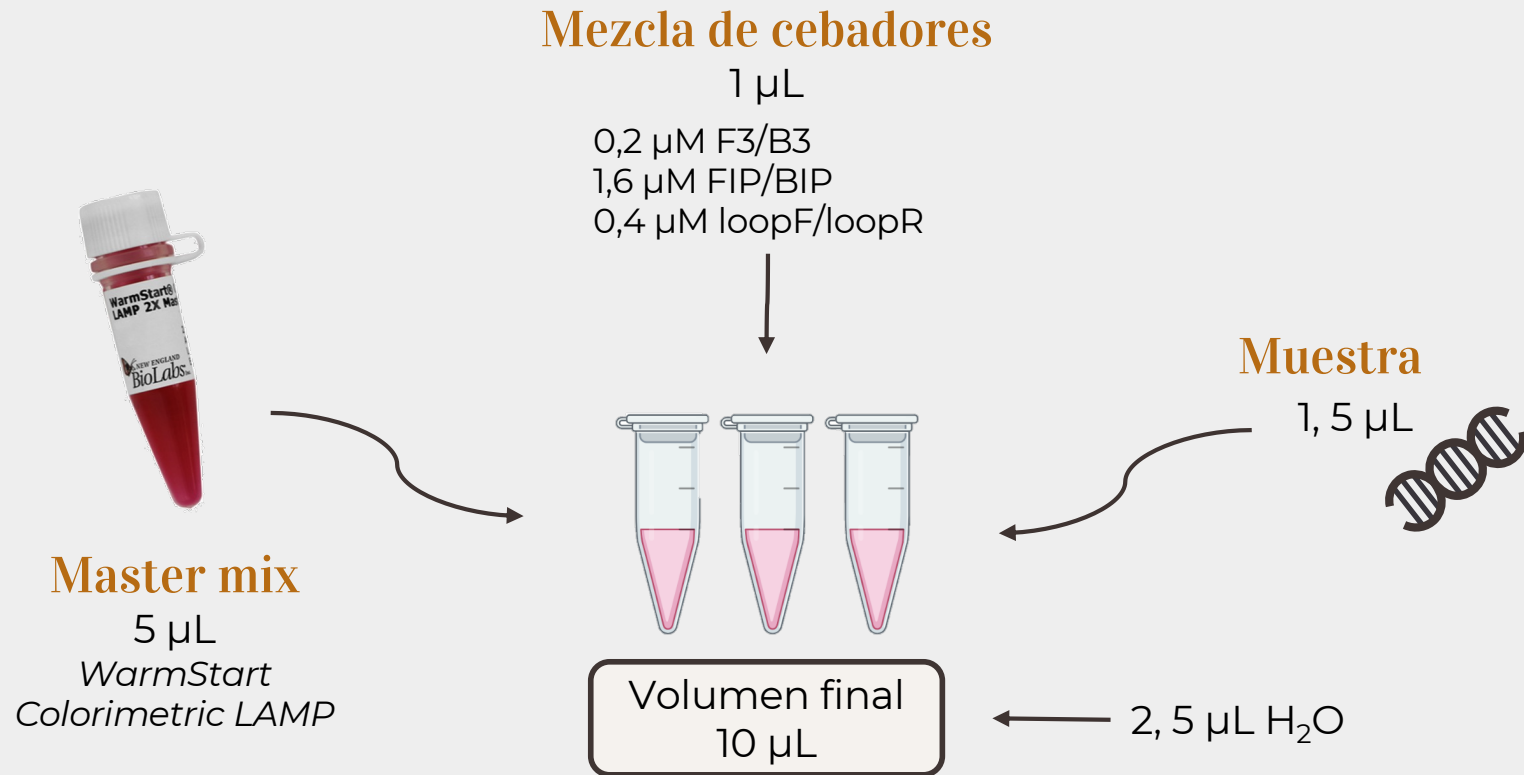 Mezcla de cebadores
1 µL
0,2 µM F3/B3
1,6 µM FIP/BIP
0,4 µM loopF/loopR
WarmStart®
LAMP 2X Mas
NEW ENGLAND
BioLabs
Inc
Master mix
5 µL
WarmStart
Colorimetric LAMP
Muestra
1, 5 µL
Volumen final
10 µL
2, 5 µL H₂O